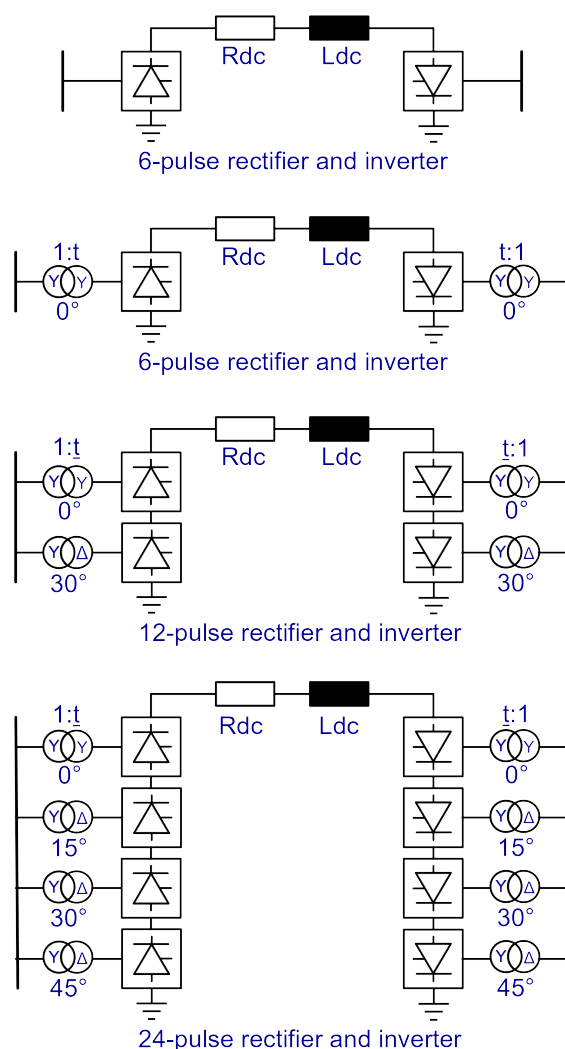 Rdc Ldc
6-pulse rectifier and inverter
1:t t:1
Rdc Ldc
Y Y Y Y
0° 0°
6-pulse rectifier and inverter
Rdc Ldc
1:t t:1
Y Y Y Y
0° 0°
Y Δ Y Δ
30° 30°
12-pulse rectifier and inverter
Rdc Ldc
1:t t:1
Y Y Y Y
0° 0°
Y Δ Y Δ
15° 15°
Y Δ Y Δ
30° 30°
Y Δ Y Δ
45° 45°
24-pulse rectifier and inverter